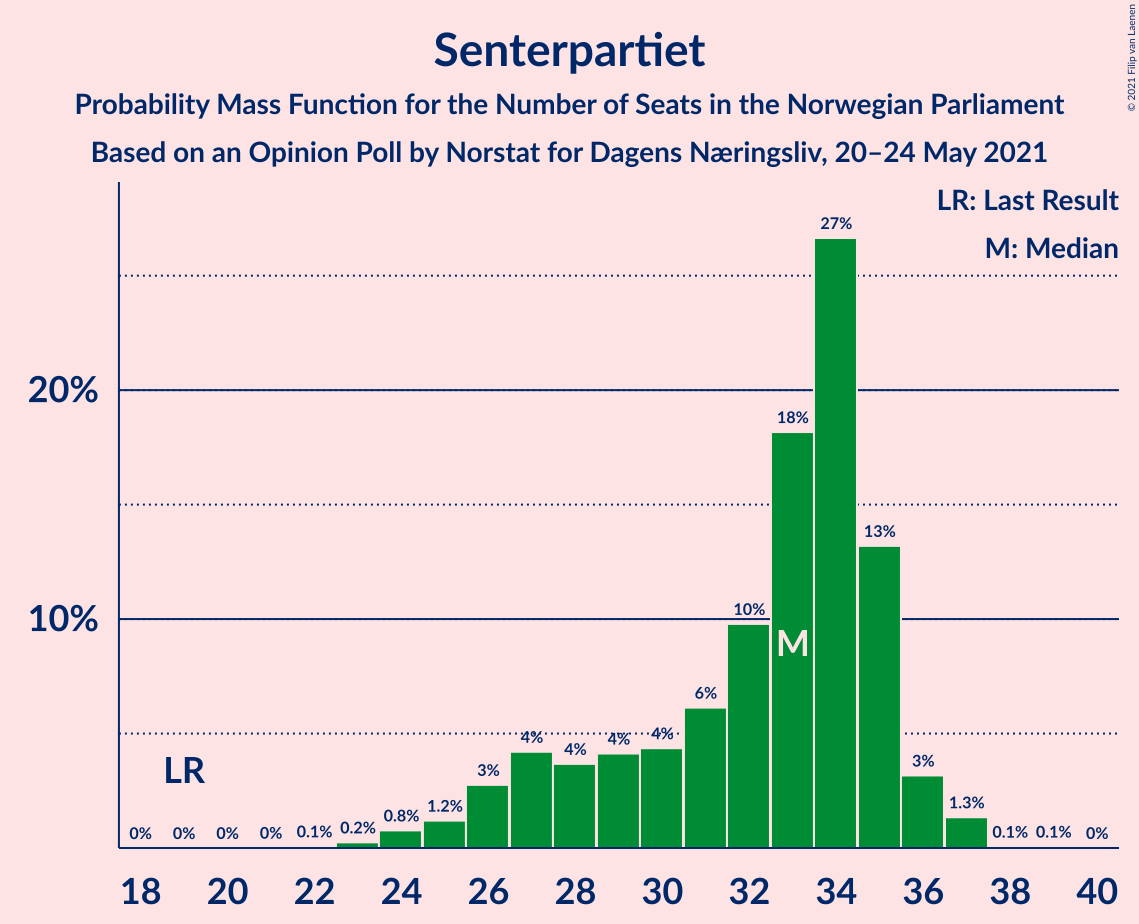 Senterpartiet
Probability Mass Function for the Number of Seats in the Norwegian Parliament
Based on an Opinion Poll by Norstat for Dagens Næringsliv, 20–24 May 2021
© 2021 Filip van Laenen
LR: Last Result
M: Median
20%
10%
0% 0% 0% 0% 0.1% 0.2% 0.8% 1.2% 3% 4% 4% 4% 4% 6% 10% 18% 27% 13% 3% 1.3% 0.1% 0.1% 0%
LR
M
18 20 22 24 26 28 30 32 34 36 38 40